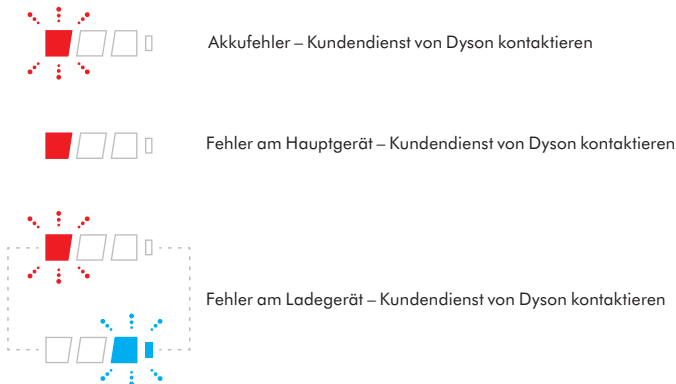 Akkufehler – Kundendienst von Dyson kontaktieren
Fehler am Hauptgerät – Kundendienst von Dyson kontaktieren
Fehler am Ladegerät – Kundendienst von Dyson kontaktieren